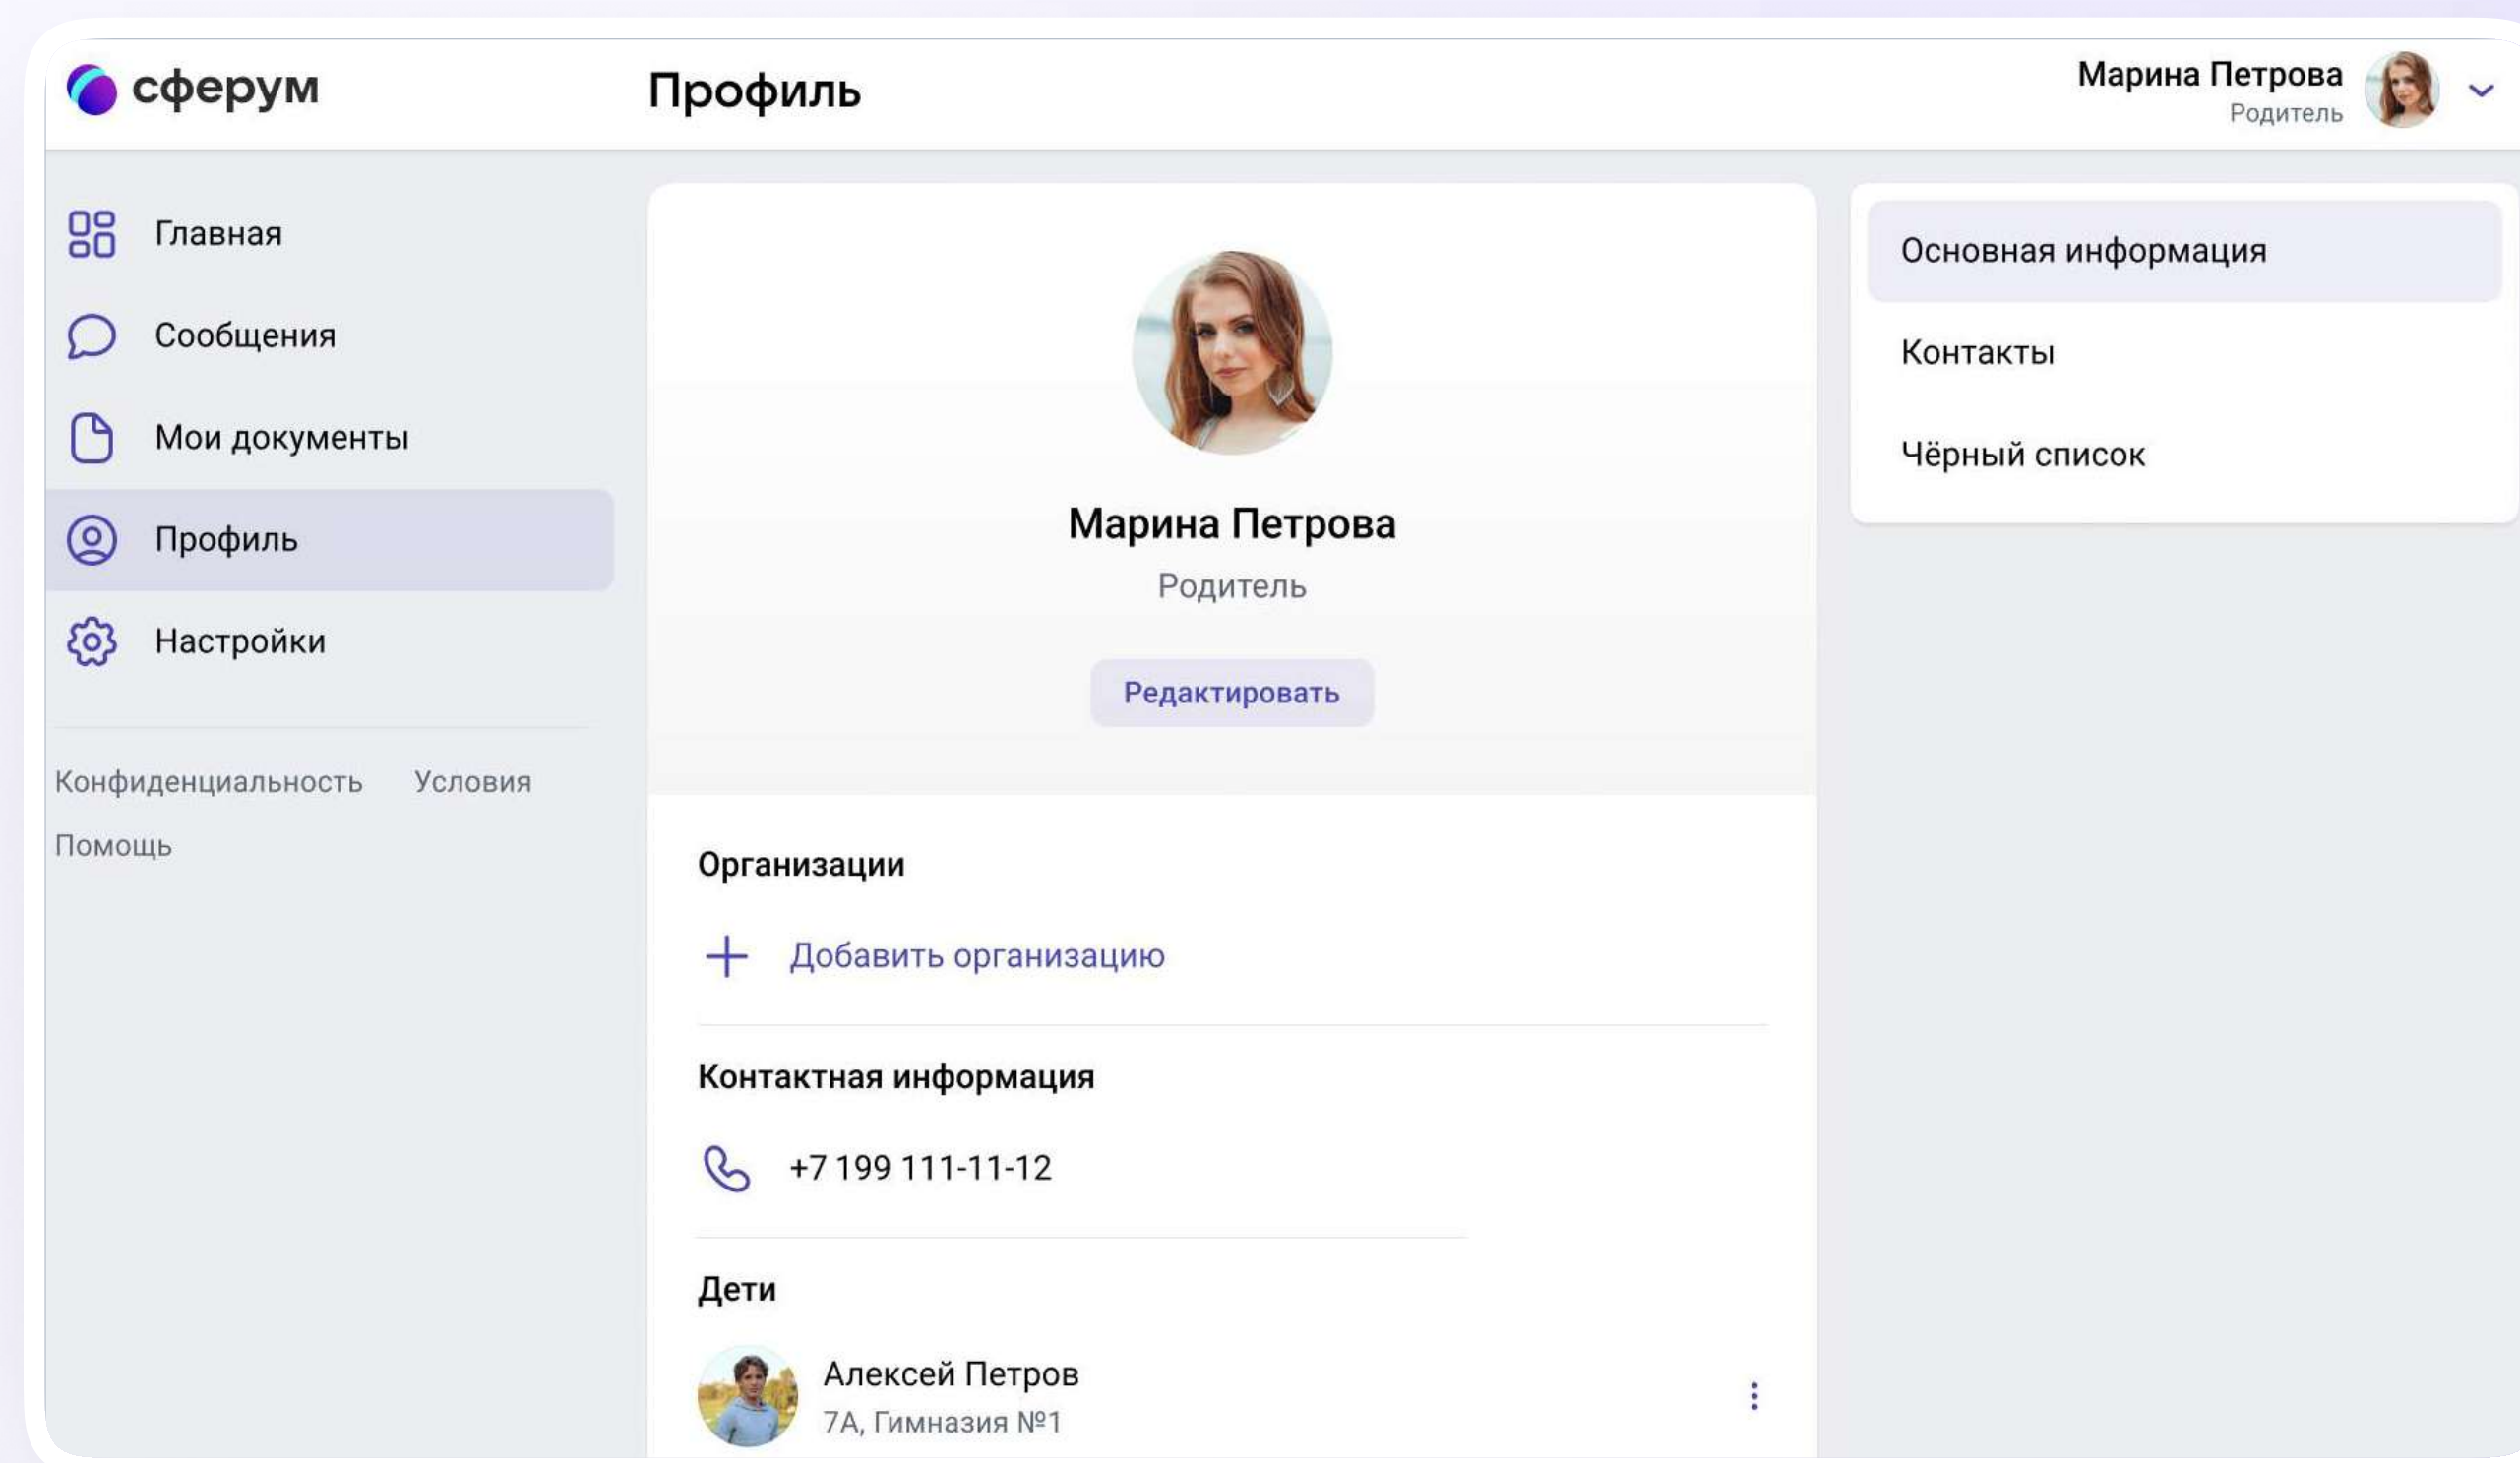 сферум
Профиль
Марина Петрова
Родитель
Главная
Сообщения
Мои документы
Профиль
Настройки
Конфиденциальность Условия
Помощь
Марина Петрова
Родитель
Редактировать
Организации
Добавить организацию
Контактная информация
+7 199 111-11-12
Дети
Алексей Петров
7А, Гимназия №1
Основная информация
Контакты
Чёрный список